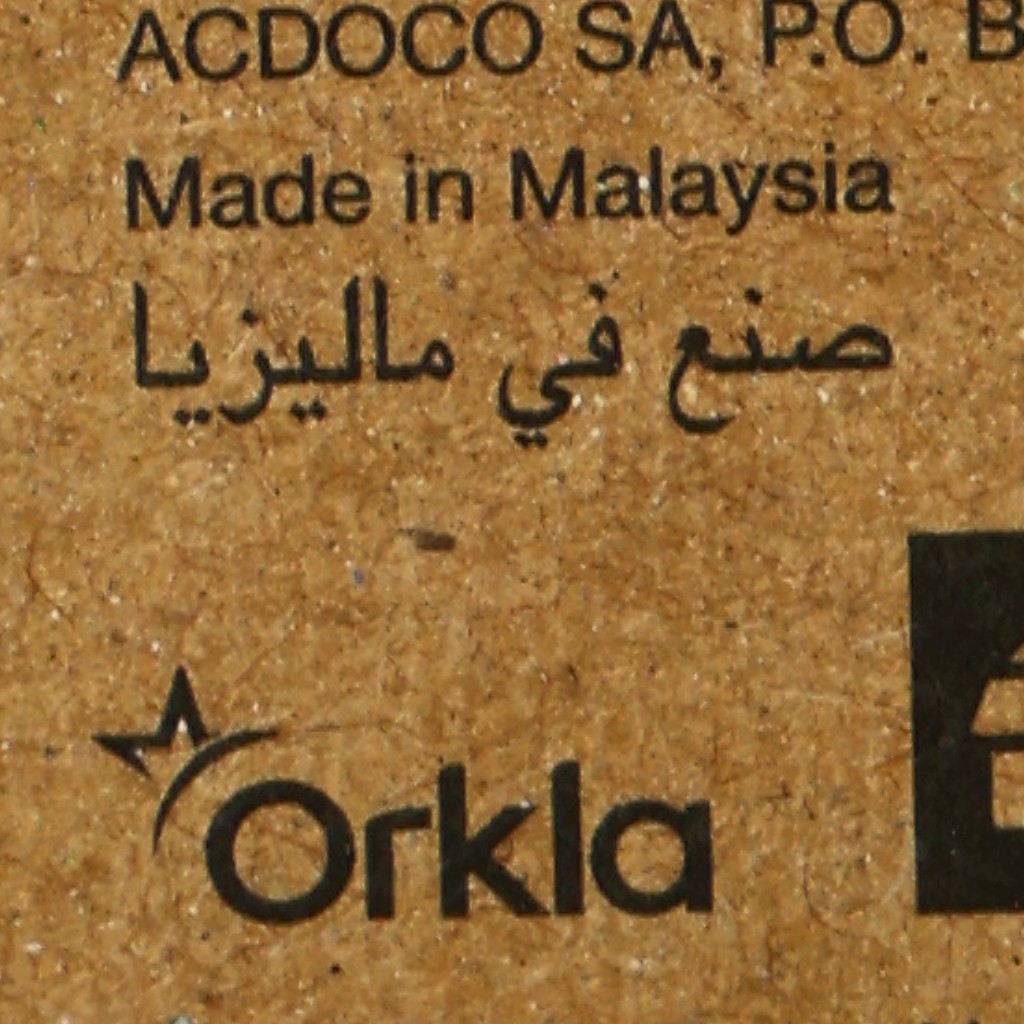 ACDOCO SA, P.O. B
Made in Malaysia
صنع في ماليزيا
Orkla